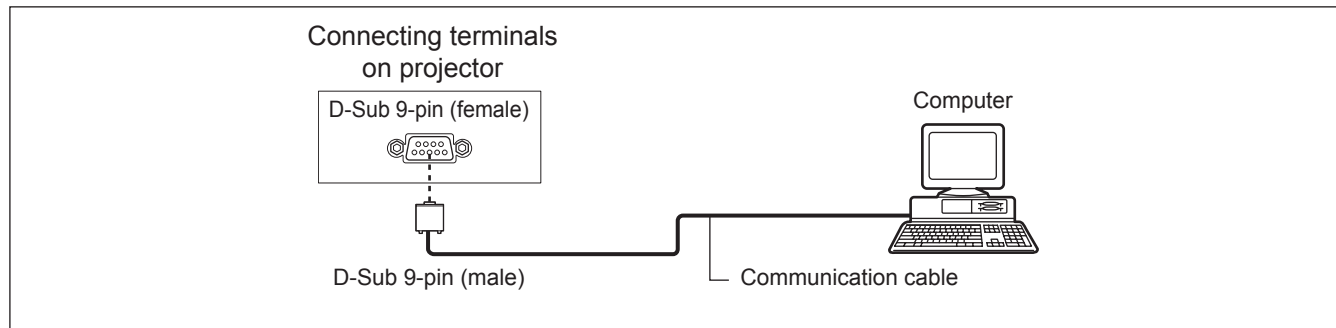 Connecting terminals
on projector
D-Sub 9-pin (female)
Computer
D-Sub 9-pin (male)
Communication cable